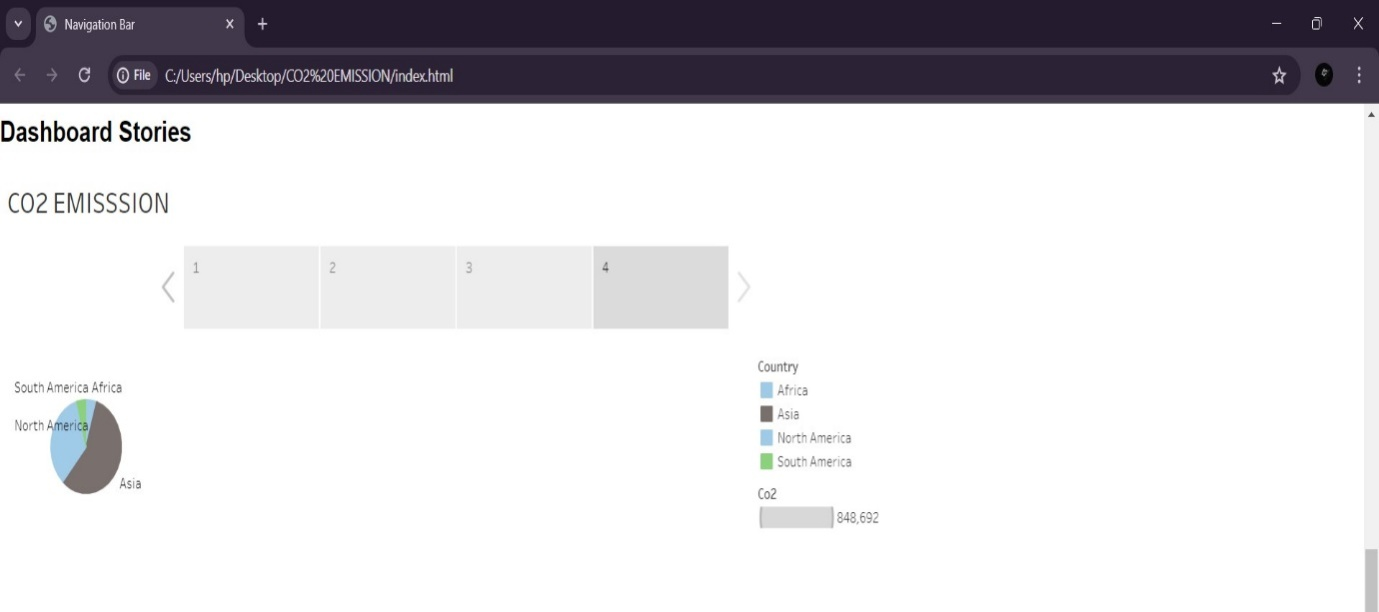 Navigation Bar
File C:/Users/hp/Desktop/CO2%20EMISSION/index.html
Dashboard Stories
CO2 EMISSSION
1 2 3 4
South America Africa
North America
Asia
Country
Africa
Asia
North America
South America
Co2
848,692